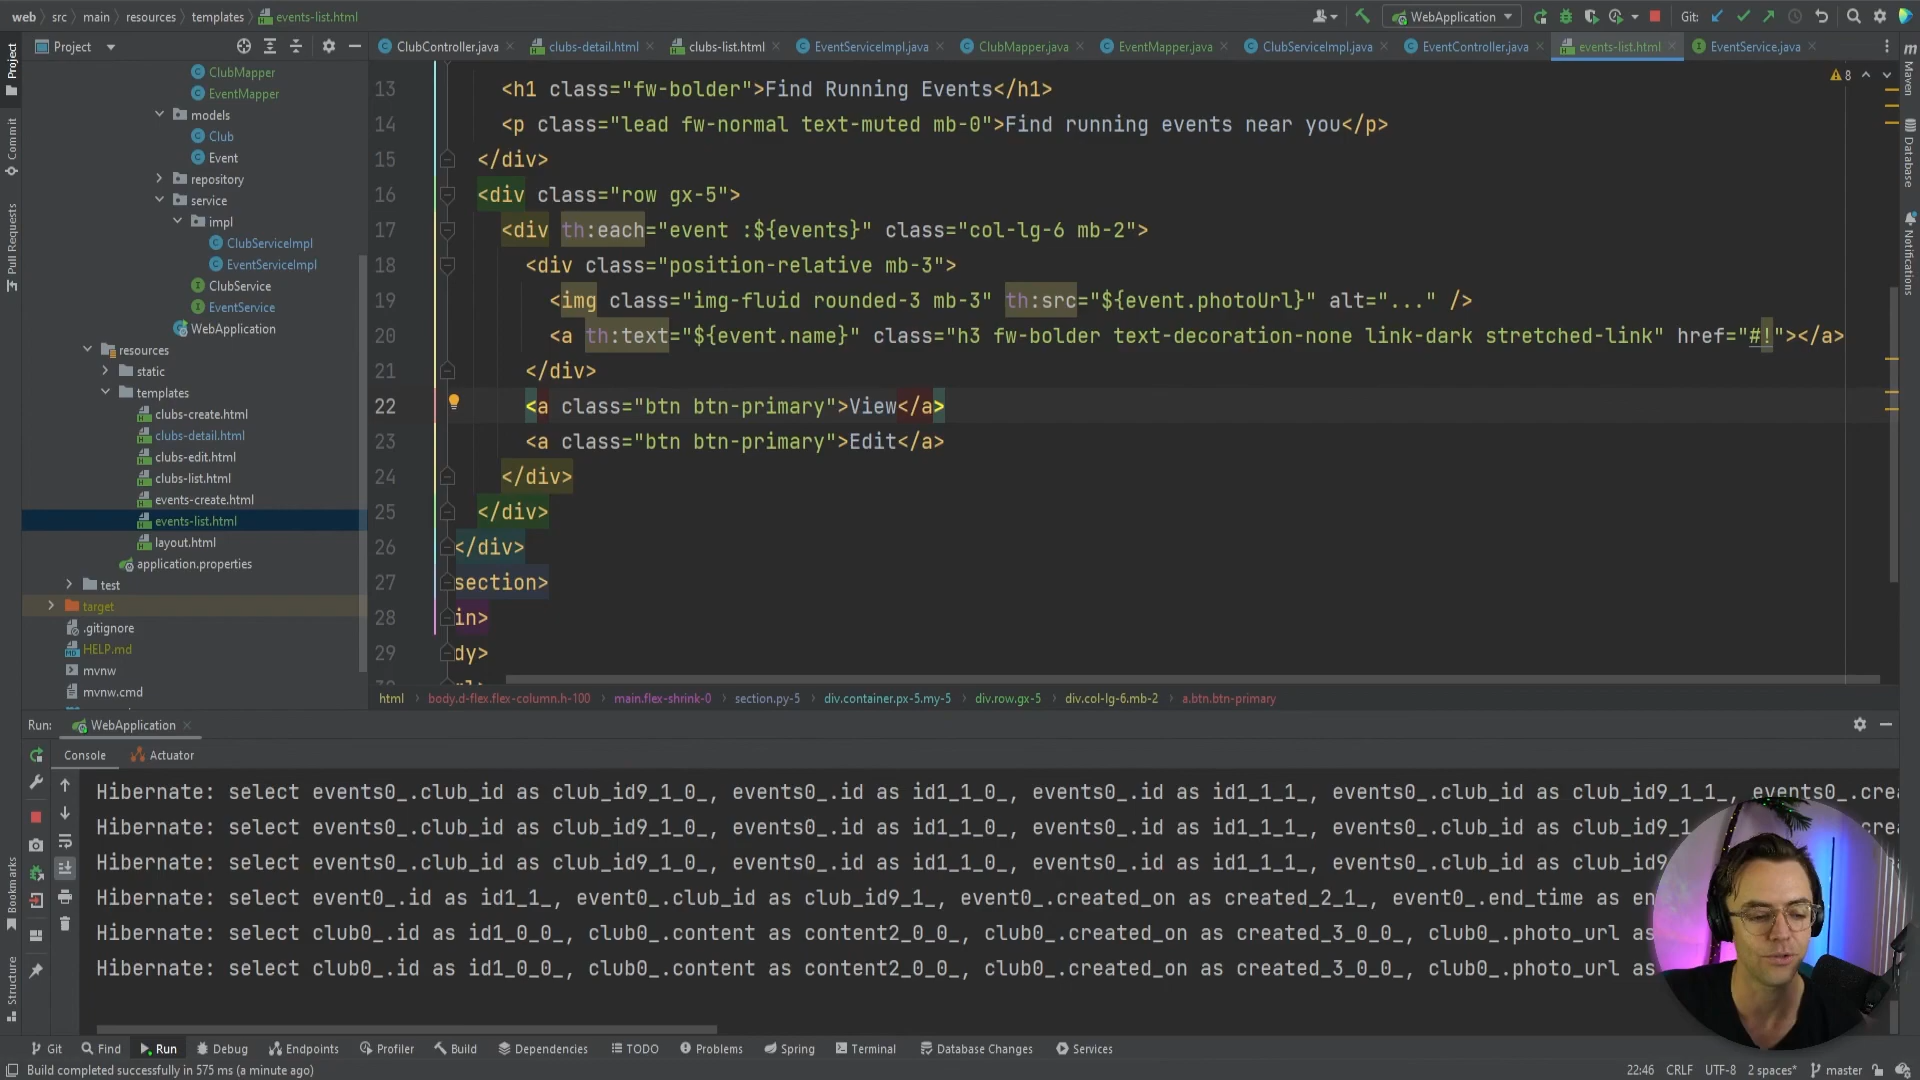 web > src > main > resources > templates > events-list.html
WebApplication
Git:
Project
ClubController.java
clubs-detail.html
clubs-list.html
EventServiceImpl.java
ClubMapper.java
EventMapper.java
ClubServiceImpl.java
EventController.java
events-list.html
EventService.java
Project
Commit
Pull Requests
Bookmarks
Structure
Maven
Database
Notifications
ClubMapper
EventMapper
models
Club
Event
repository
service
impl
ClubServiceImpl
EventServiceImpl
ClubService
EventService
WebApplication
resources
static
templates
clubs-create.html
clubs-detail.html
clubs-edit.html
clubs-list.html
events-create.html
events-list.html
layout.html
application.properties
test
target
.gitignore
HELP.md
mvnw
mvnw.cmd
8
13 <h1 class="fw-bolder">Find Running Events</h1>
14 <p class="lead fw-normal text-muted mb-0">Find running events near you</p>
15 </div>
16 <div class="row gx-5">
17 <div th:each="event :${events}" class="col-lg-6 mb-2">
18 <div class="position-relative mb-3">
19 <img class="img-fluid rounded-3 mb-3" th:src="${event.photoUrl}" alt="..." />
20 <a th:text="${event.name}" class="h3 fw-bolder text-decoration-none link-dark stretched-link" href="#!"></a>
21 </div>
22 <a class="btn btn-primary">View</a>
23 <a class="btn btn-primary">Edit</a>
24 </div>
25 </div>
26 </div>
27 section>
28 in>
29 dy>
html > body.d-flex.flex-column.h-100 > main.flex-shrink-0 > section.py-5 > div.container.px-5.my-5 > div.row.gx-5 > div.col-lg-6.mb-2 > a.btn.btn-primary
Run: WebApplication
Console Actuator
Hibernate: select events0_.club_id as club_id9_1_0_, events0_.id as id1_1_0_, events0_.id as id1_1_1_, events0_.club_id as club_id9_1_1_, events0_.crea
Hibernate: select events0_.club_id as club_id9_1_0_, events0_.id as id1_1_0_, events0_.id as id1_1_1_, events0_.club_id as club_id9_1_
Hibernate: select events0_.club_id as club_id9_1_0_, events0_.id as id1_1_0_, events0_.id as id1_1_1_, events0_.club_id as club_id9
Hibernate: select event0_.id as id1_1_, event0_.club_id as club_id9_1_, event0_.created_on as created_2_1_, event0_.end_time as en
Hibernate: select club0_.id as id1_0_0_, club0_.content as content2_0_0_, club0_.created_on as created_3_0_0_, club0_.photo_url as
Hibernate: select club0_.id as id1_0_0_, club0_.content as content2_0_0_, club0_.created_on as created_3_0_0_, club0_.photo_url as
Git Find Run Debug Endpoints Profiler Build Dependencies TODO Problems Spring Terminal Database Changes Services
Build completed successfully in 575 ms (a minute ago)
22:46 CRLF UTF-8 2 spaces* master